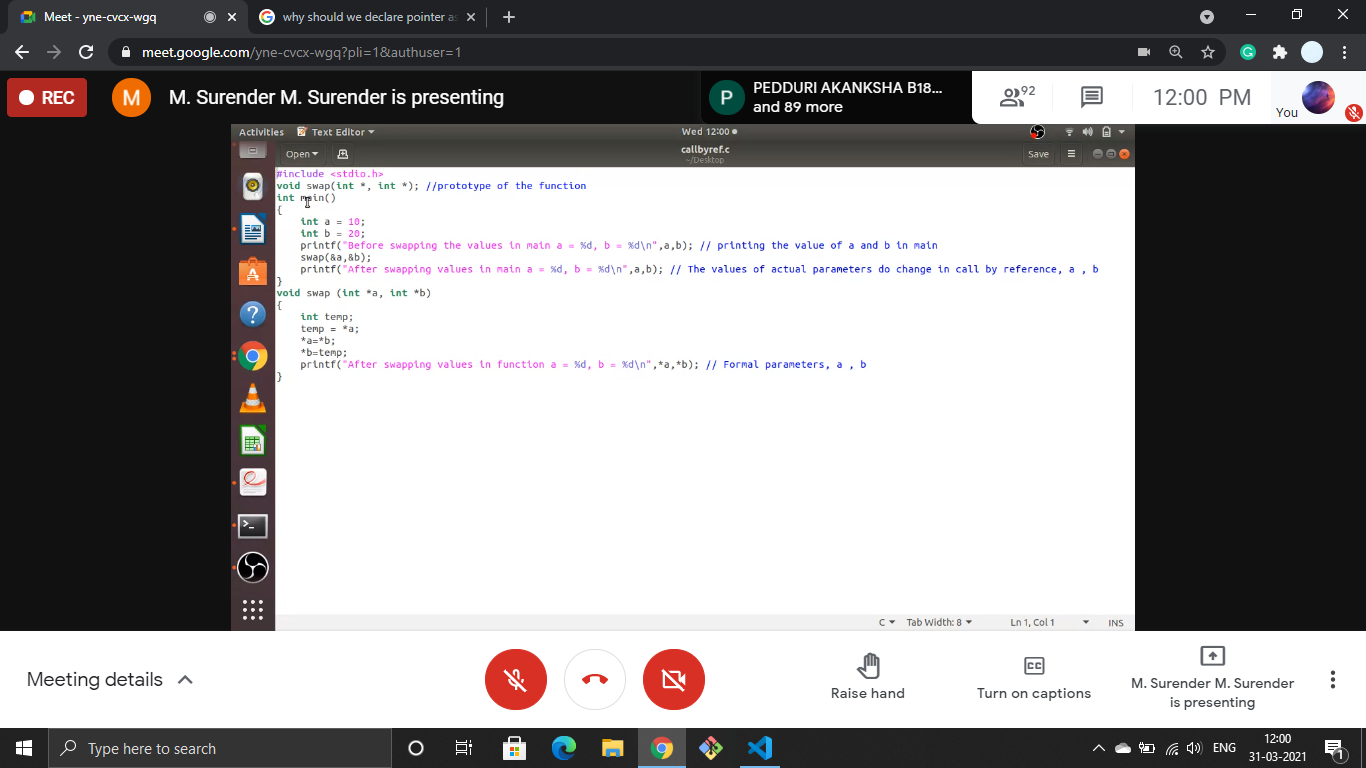 Meet - yne-cvcx-wgq
why should we declare pointer as
meet.google.com/yne-cvcx-wgq?pli=1&authuser=1
REC
M
M. Surender M. Surender is presenting
P
PEDDURI AKANKSHA B18...
and 89 more
92
12:00 PM
You
Activities
Text Editor
Wed 12:00
Open
callbyref.c
~/Desktop
Save
#include <stdio.h>
void swap(int *, int *); //prototype of the function
int main()
{
    int a = 10;
    int b = 20;
    printf("Before swapping the values in main a = %d, b = %d\n",a,b); // printing the value of a and b in main
    swap(&a,&b);
    printf("After swapping values in main a = %d, b = %d\n",a,b); // The values of actual parameters do change in call by reference, a , b
}
void swap (int *a, int *b)
{
    int temp;
    temp = *a;
    *a=*b;
    *b=temp;
    printf("After swapping values in function a = %d, b = %d\n",*a,*b); // Formal parameters, a , b
}
C
Tab Width: 8
Ln 1, Col 1
INS
Meeting details
Raise hand
Turn on captions
M. Surender M. Surender
is presenting
Type here to search
ENG
12:00
31-03-2021
1